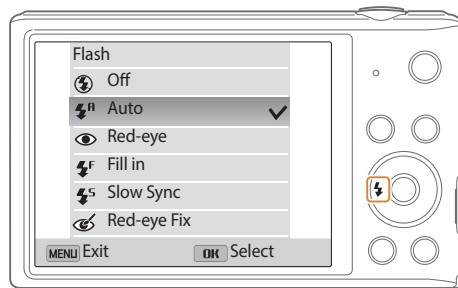 Flash
Off
Auto
Red-eye
Fill in
Slow Sync
Red-eye Fix
MENU Exit OK Select